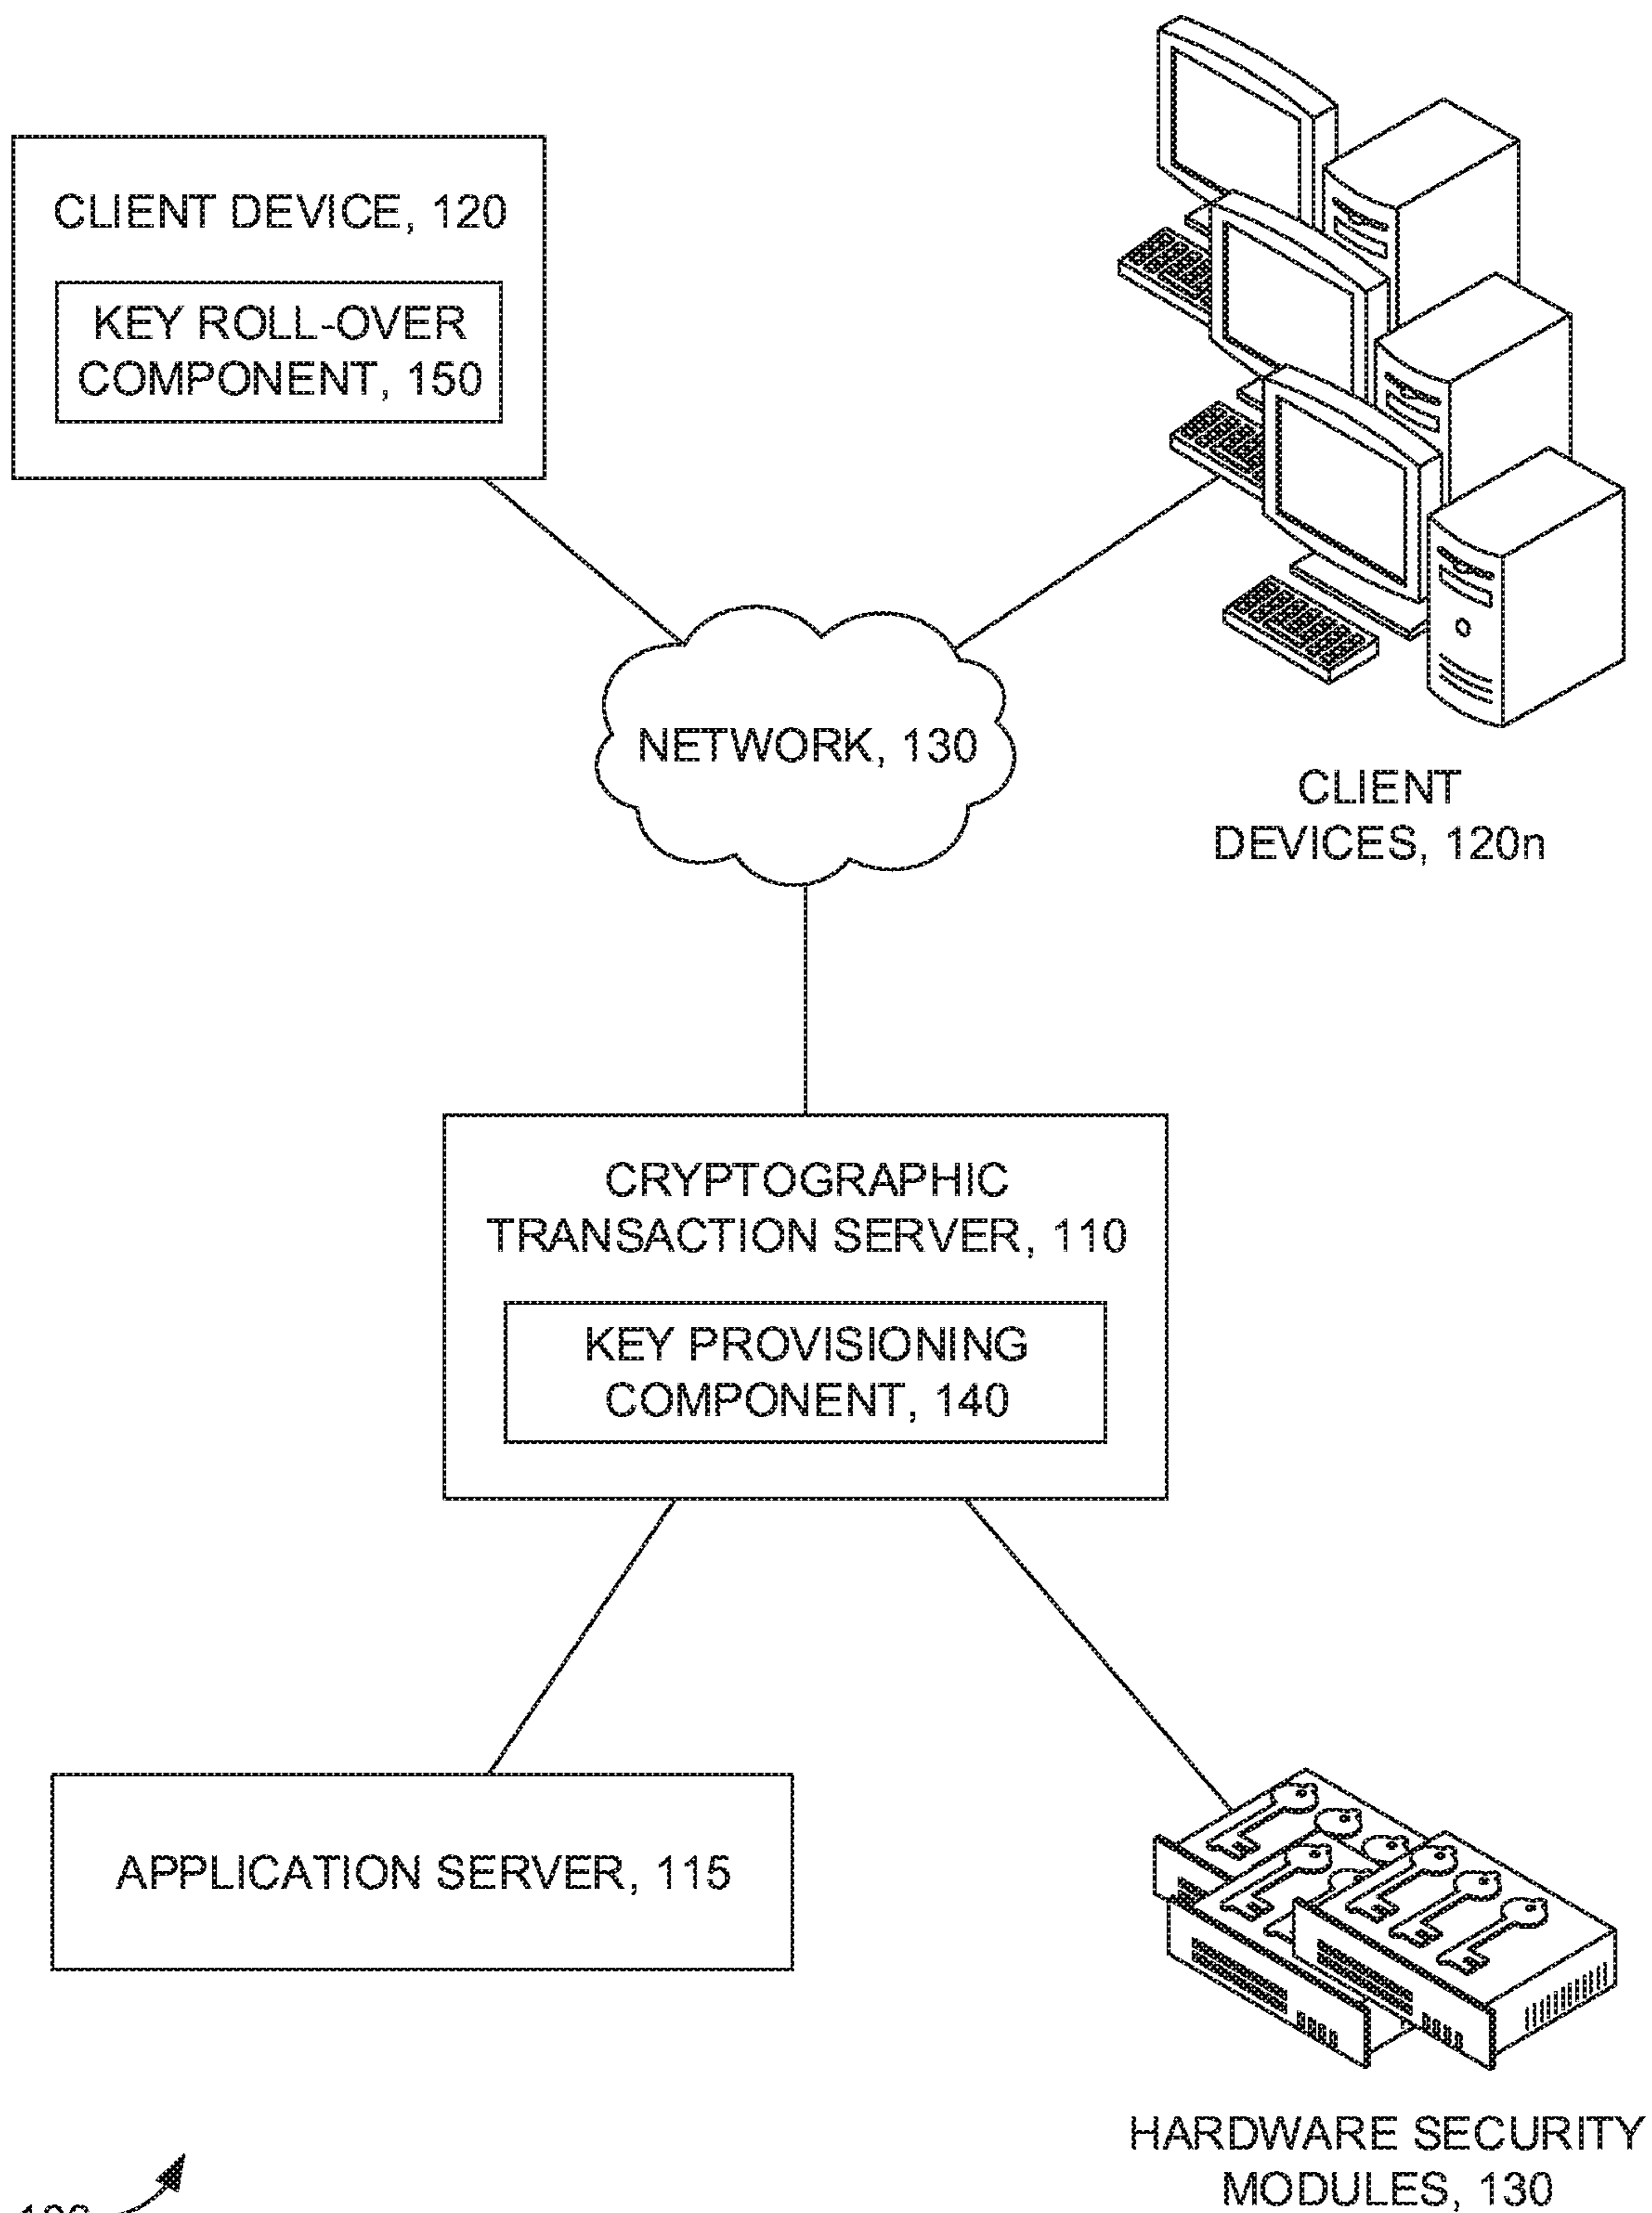 CLIENT DEVICE, 120
KEY ROLL-OVER
COMPONENT, 150
NETWORK, 130
CLIENT
DEVICES, 120n
CRYPTOGRAPHIC
TRANSACTION SERVER, 110
KEY PROVISIONING
COMPONENT, 140
APPLICATION SERVER, 115
HARDWARE SECURITY
MODULES, 130